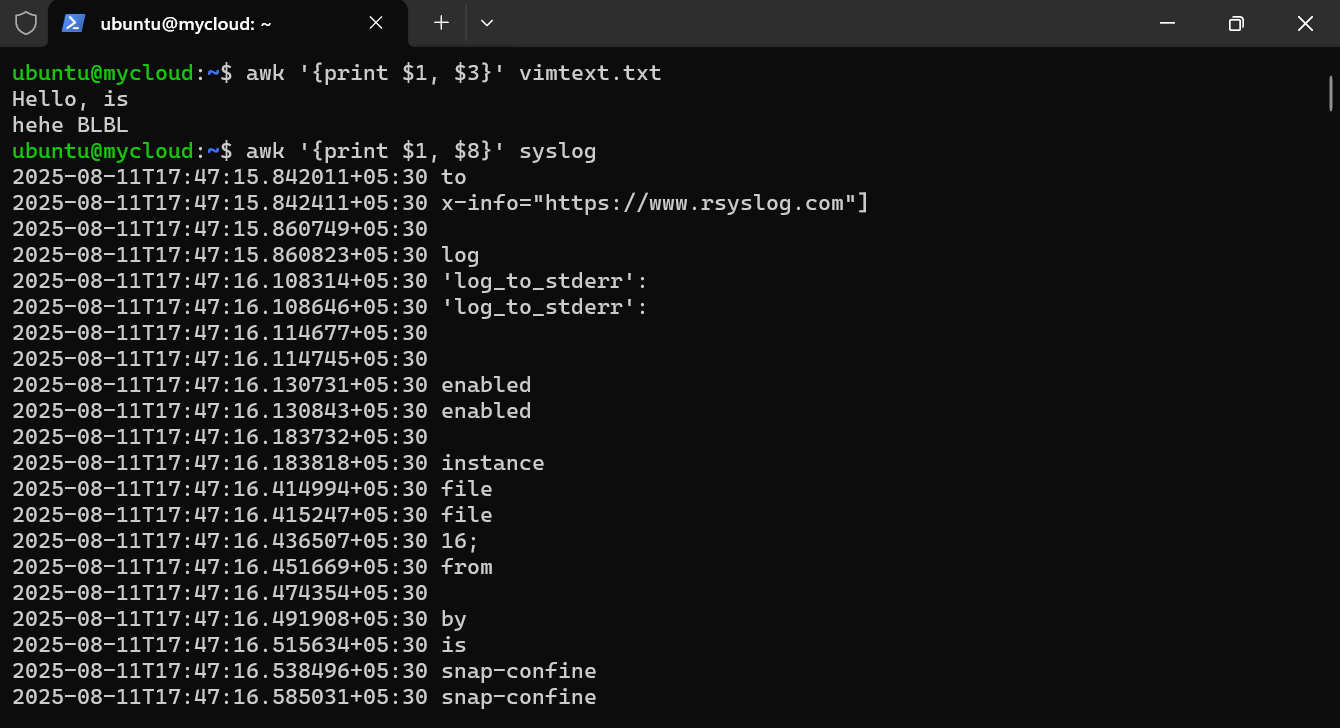 ubuntu@mycloud: ~
ubuntu@mycloud:~$ awk '{print $1, $3}' vimtext.txt
Hello, is
hehe BLBL
ubuntu@mycloud:~$ awk '{print $1, $8}' syslog
2025-08-11T17:47:15.842011+05:30 to
2025-08-11T17:47:15.842411+05:30 x-info="https://www.rsyslog.com"]
2025-08-11T17:47:15.860749+05:30
2025-08-11T17:47:15.860823+05:30 log
2025-08-11T17:47:16.108314+05:30 'log_to_stderr':
2025-08-11T17:47:16.108646+05:30 'log_to_stderr':
2025-08-11T17:47:16.114677+05:30
2025-08-11T17:47:16.114745+05:30
2025-08-11T17:47:16.130731+05:30 enabled
2025-08-11T17:47:16.130843+05:30 enabled
2025-08-11T17:47:16.183732+05:30
2025-08-11T17:47:16.183818+05:30 instance
2025-08-11T17:47:16.414994+05:30 file
2025-08-11T17:47:16.415247+05:30 file
2025-08-11T17:47:16.436507+05:30 16;
2025-08-11T17:47:16.451669+05:30 from
2025-08-11T17:47:16.474354+05:30
2025-08-11T17:47:16.491908+05:30 by
2025-08-11T17:47:16.515634+05:30 is
2025-08-11T17:47:16.538496+05:30 snap-confine
2025-08-11T17:47:16.585031+05:30 snap-confine